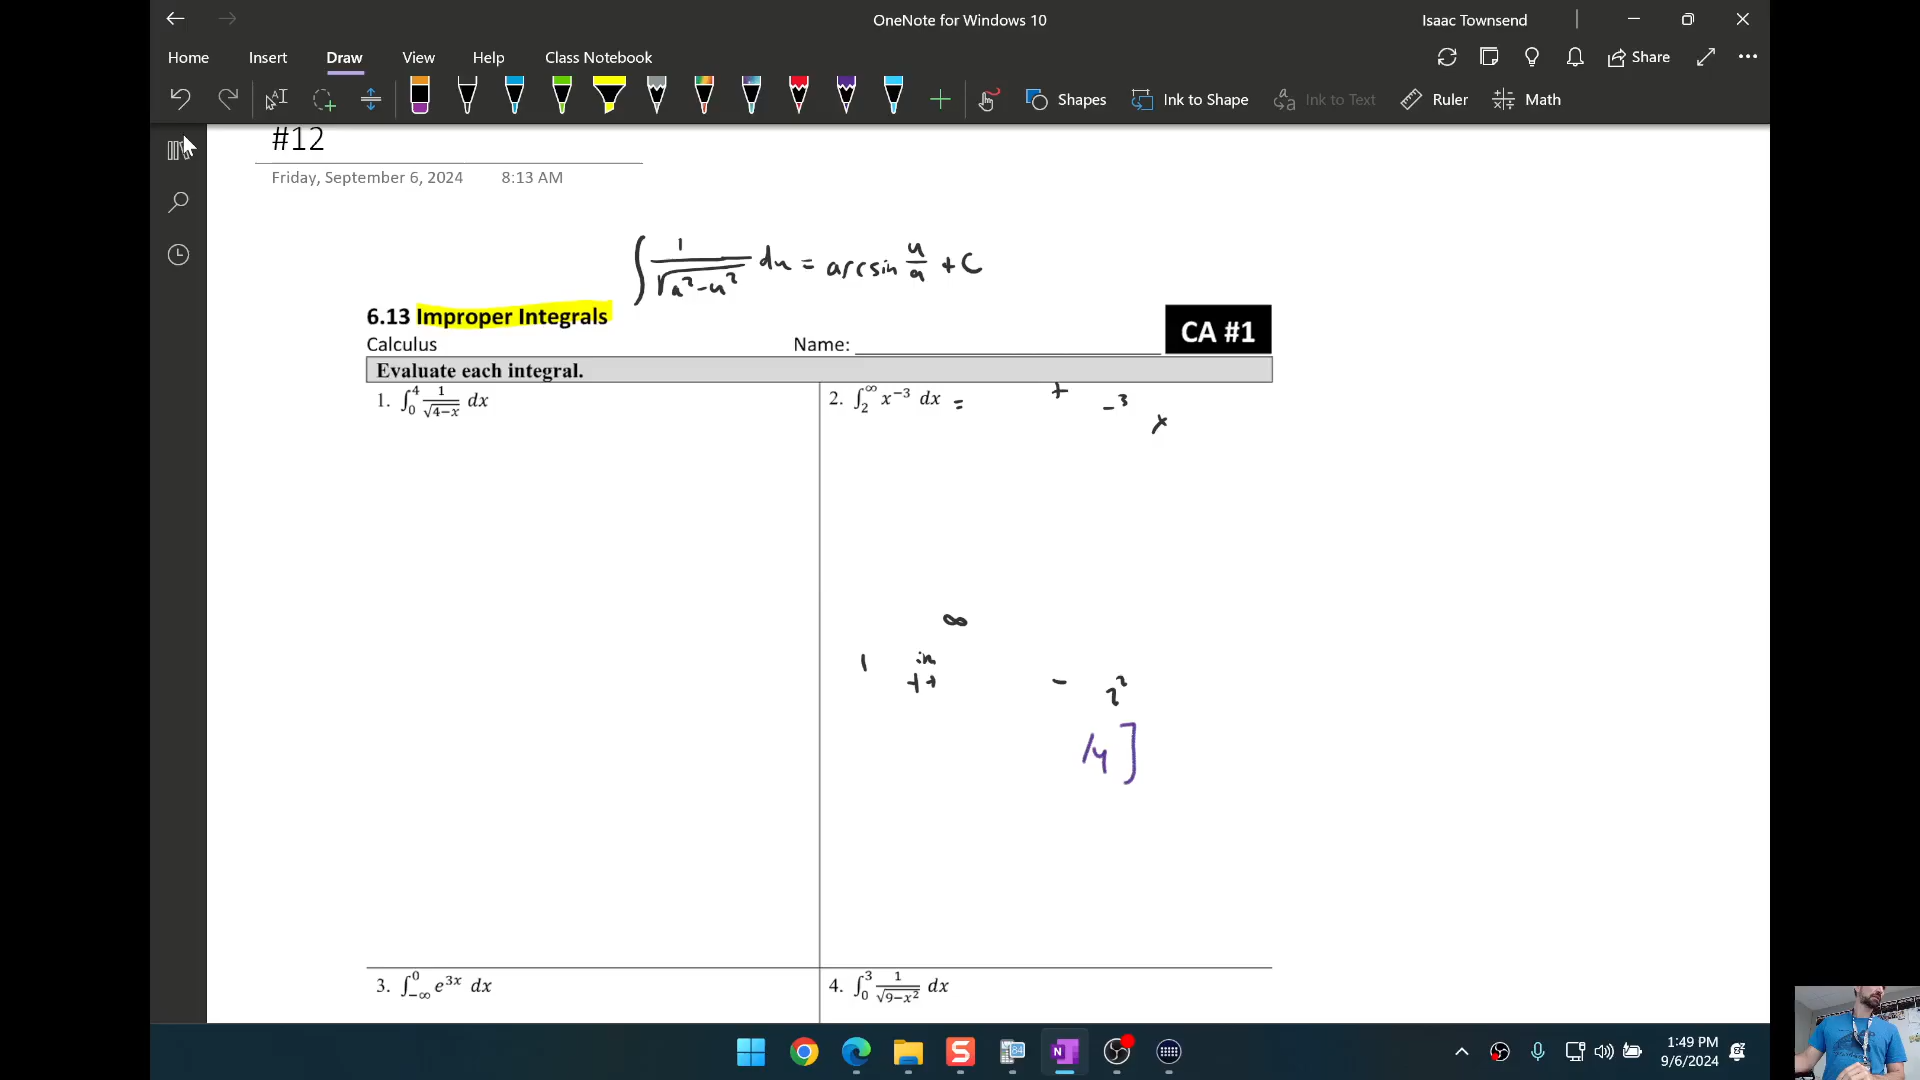 OneNote for Windows 10
Isaac Townsend
Home Insert Draw View Help Class Notebook
Share
Shapes Ink to Shape Ink to Text Ruler Math
#12
Friday, September 6, 2024 8:13 AM
∫ 1/√(a²-u²) du = arcsin u/a + C
6.13 Improper Integrals
CA #1
Calculus
Name:
Evaluate each integral.
1. ∫₀⁴ 1/√(4−x) dx
2. ∫₂^∞ x⁻³ dx =
+
-3
x
∞
1
-
2²
/4 ]
3. ∫₋∞⁰ e³ˣ dx
4. ∫₀³ 1/√(9−x²) dx
84
1:49 PM
9/6/2024